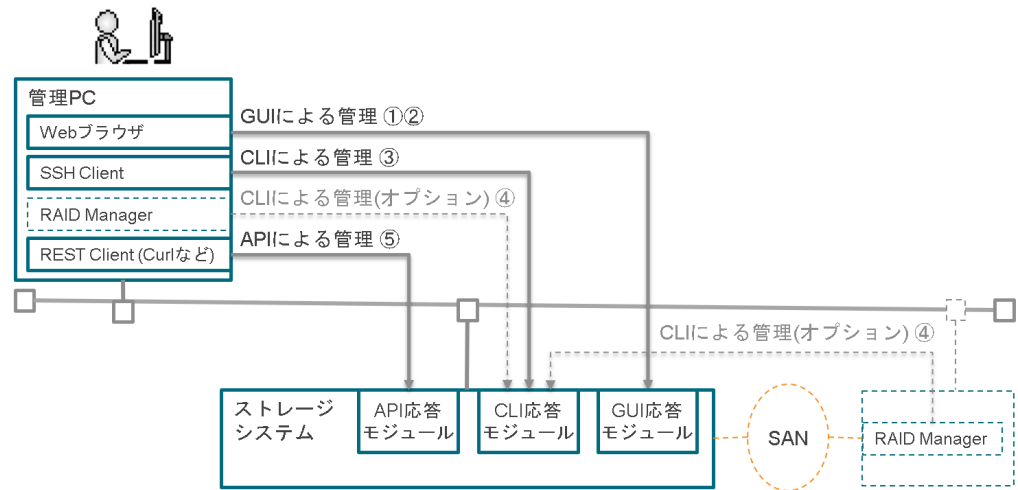 管理PC
Webブラウザ
GUIによる管理 ①②
SSH Client
CLIによる管理 ③
RAID Manager
CLIによる管理(オプション) ④
REST Client (Curlなど)
APIによる管理 ⑤
CLIによる管理(オプション) ④
ストレージ
システム
API応答
モジュール
CLI応答
モジュール
GUI応答
モジュール
SAN
RAID Manager